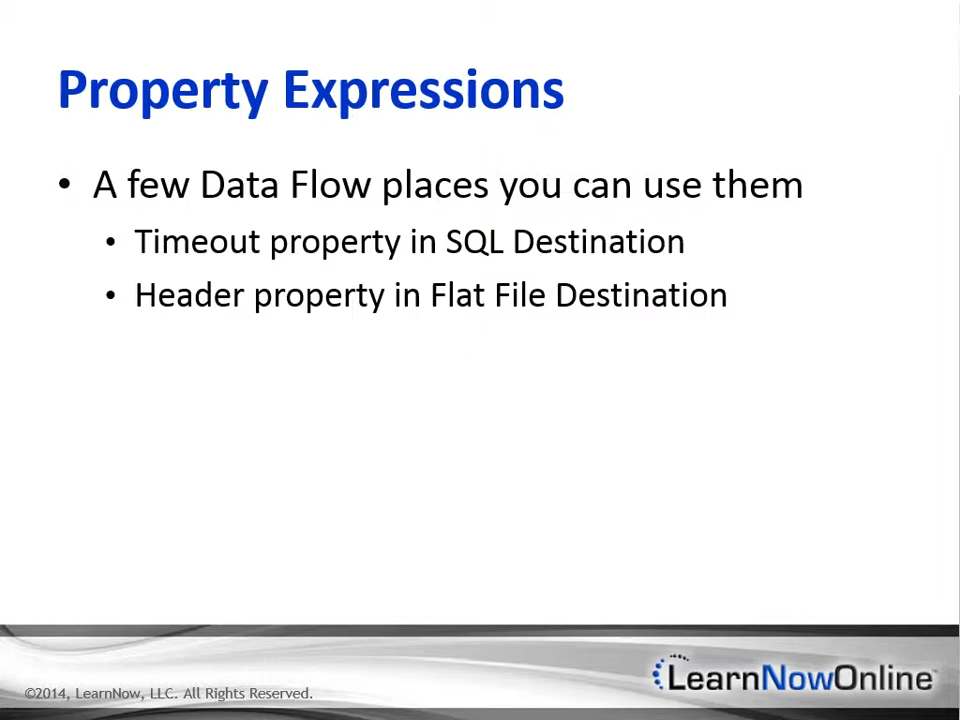 Property Expressions
• A few Data Flow places you can use them
• Timeout property in SQL Destination
• Header property in Flat File Destination
©2014, LearnNow, LLC. All Rights Reserved.
LearnNowOnline™